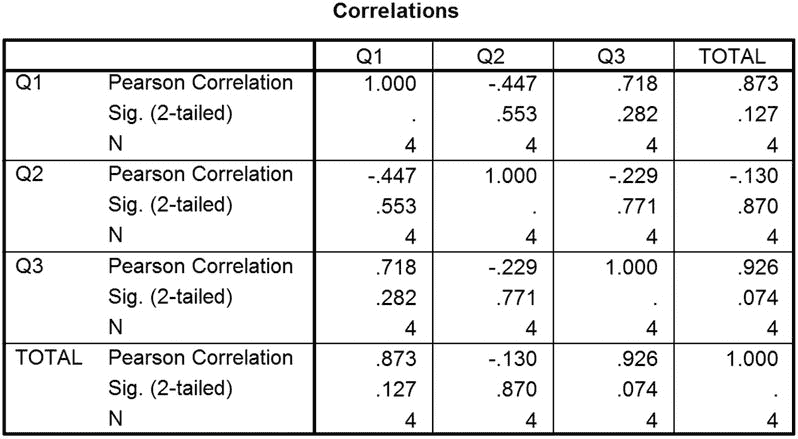 Correlations
Q1 Q2 Q3 TOTAL
Q1 Pearson Correlation 1.000 -.447 .718 .873
Sig. (2-tailed) . .553 .282 .127
N 4 4 4 4
Q2 Pearson Correlation -.447 1.000 -.229 -.130
Sig. (2-tailed) .553 . .771 .870
N 4 4 4 4
Q3 Pearson Correlation .718 -.229 1.000 .926
Sig. (2-tailed) .282 .771 . .074
N 4 4 4 4
TOTAL Pearson Correlation .873 -.130 .926 1.000
Sig. (2-tailed) .127 .870 .074 .
N 4 4 4 4